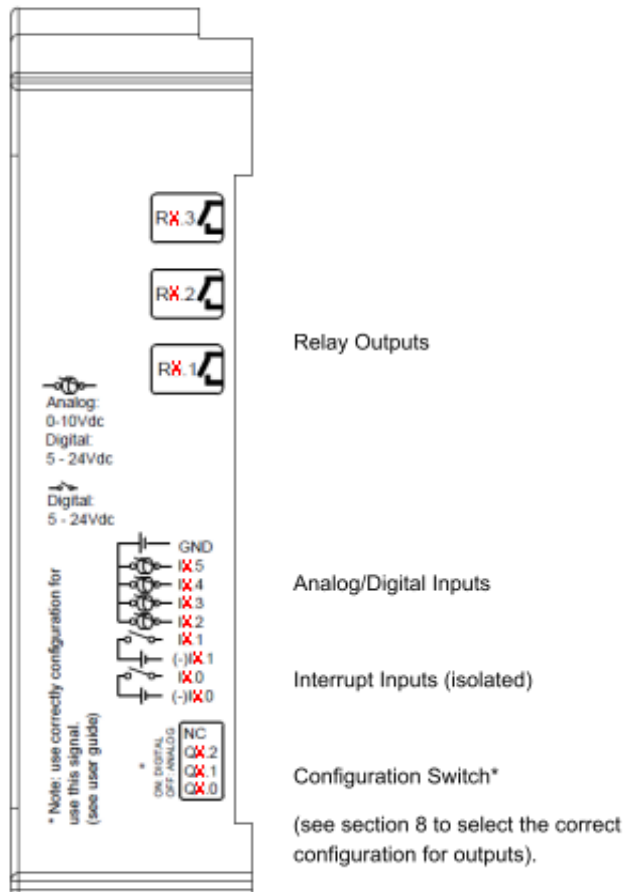 RX.3
RX.2
Relay Outputs
RX.1
Analog:
0-10Vdc
Digital:
5 - 24Vdc
Digital:
5 - 24Vdc
GND
IX.5
IX.4
IX.3
IX.2
IX.1
(-)IX.1
IX.0
(-)IX.0
Analog/Digital Inputs
Interrupt Inputs (isolated)
* Note: use correctly configuration for
use this signal.
(see user guide)
*
ON: DIGITAL
OFF: ANALOG
NC
QX.2
QX.1
QX.0
Configuration Switch*
(see section 8 to select the correct
configuration for outputs).